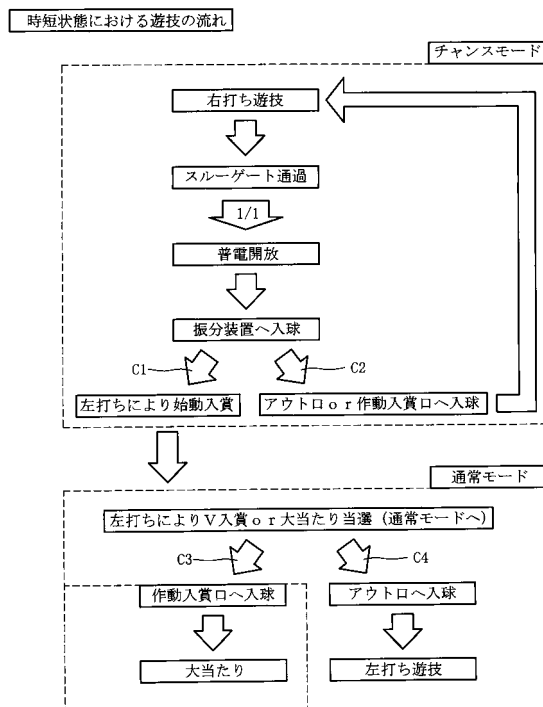 時短状態における遊技の流れ
チャンスモード
右打ち遊技
スルーゲート通過
1/1
普電開放
振分装置へ入球
C1
C2
左打ちにより始動入賞
アウトロor作動入賞口へ入球
通常モード
左打ちによりV入賞or大当たり当選(通常モードへ)
C3
C4
作動入賞口へ入球
アウトロへ入球
大当たり
左打ち遊技